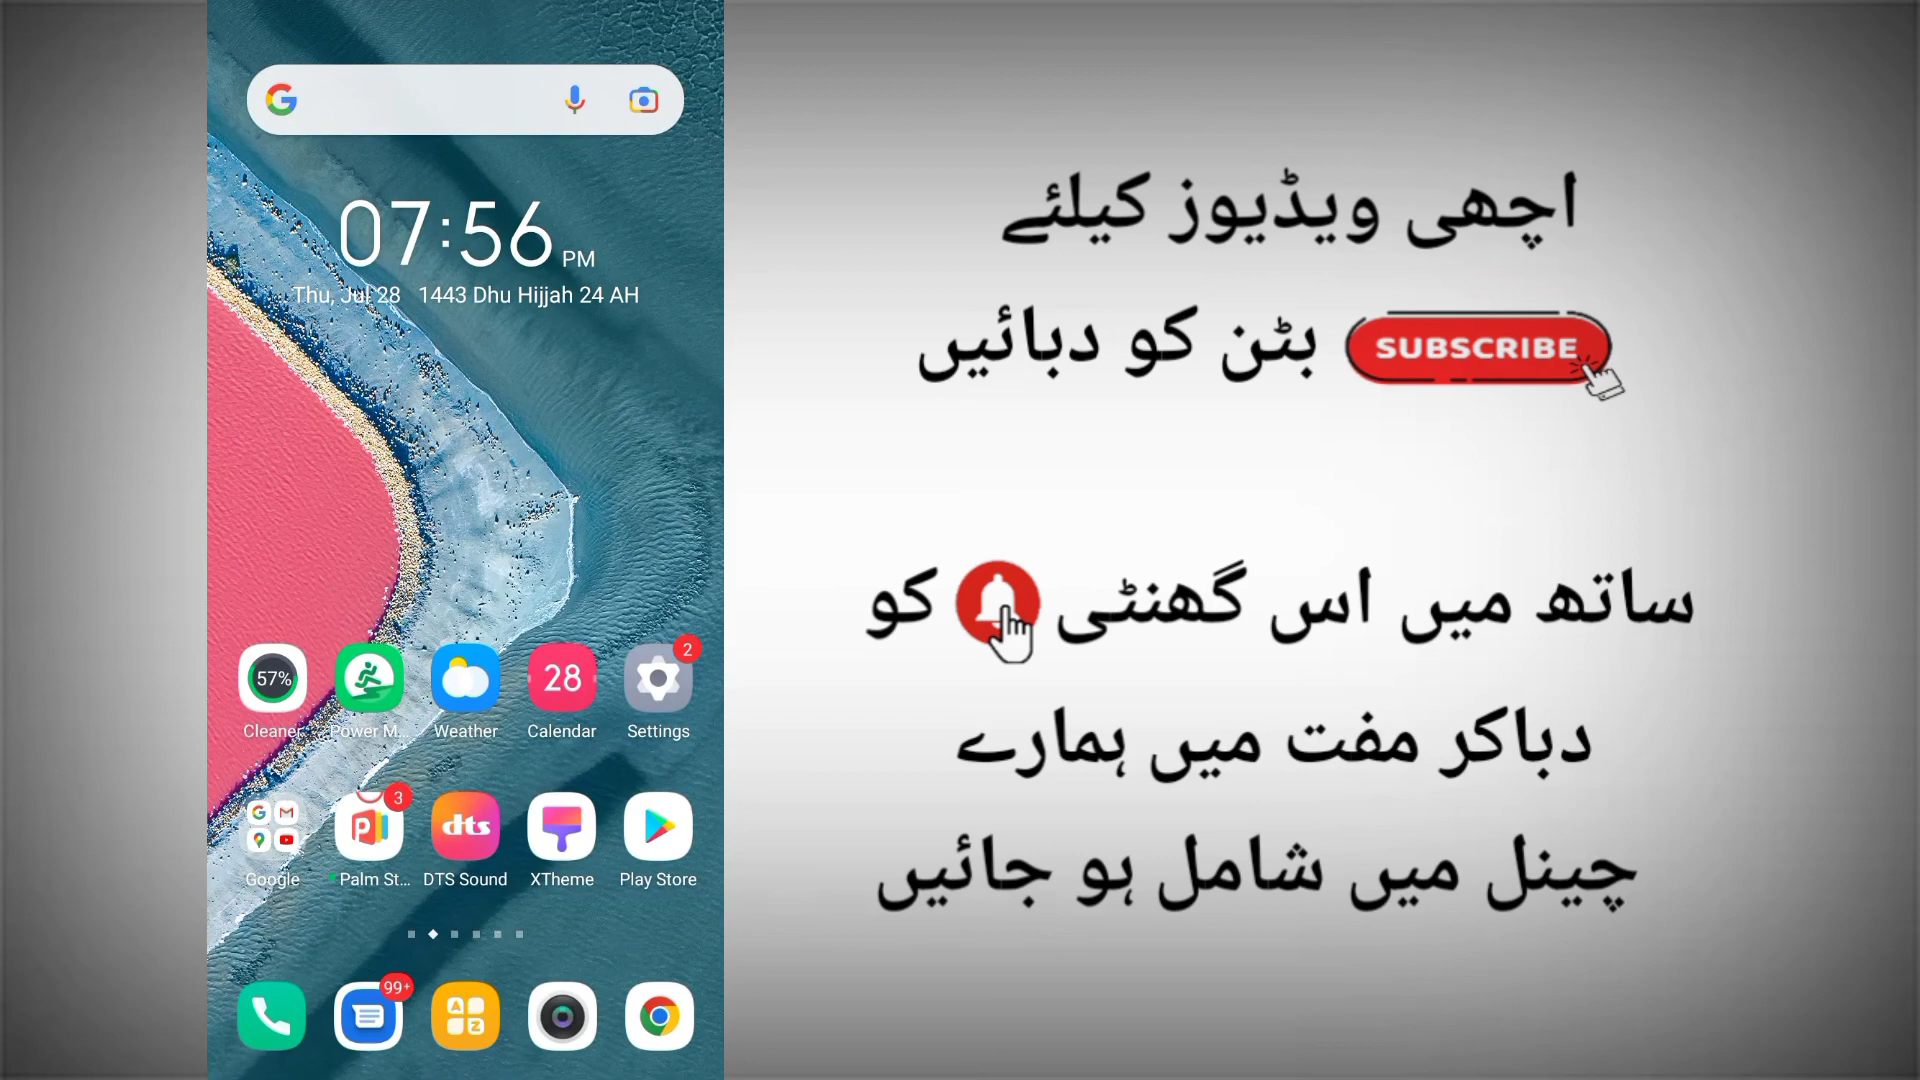 07:56 PM
Thu, Jul 28 1443 Dhu Hijjah 24 AH
57%
28
2
Cleaner
Power M...
Weather
Calendar
Settings
3
dts
Google
Palm St...
DTS Sound
XTheme
Play Store
99+
A
Z
اچھی ویڈیوز کیلئے
SUBSCRIBE بٹن کو دبائیں
ساتھ میں اس گھنٹی کو
دباکر مفت میں ہمارے
چینل میں شامل ہو جائیں